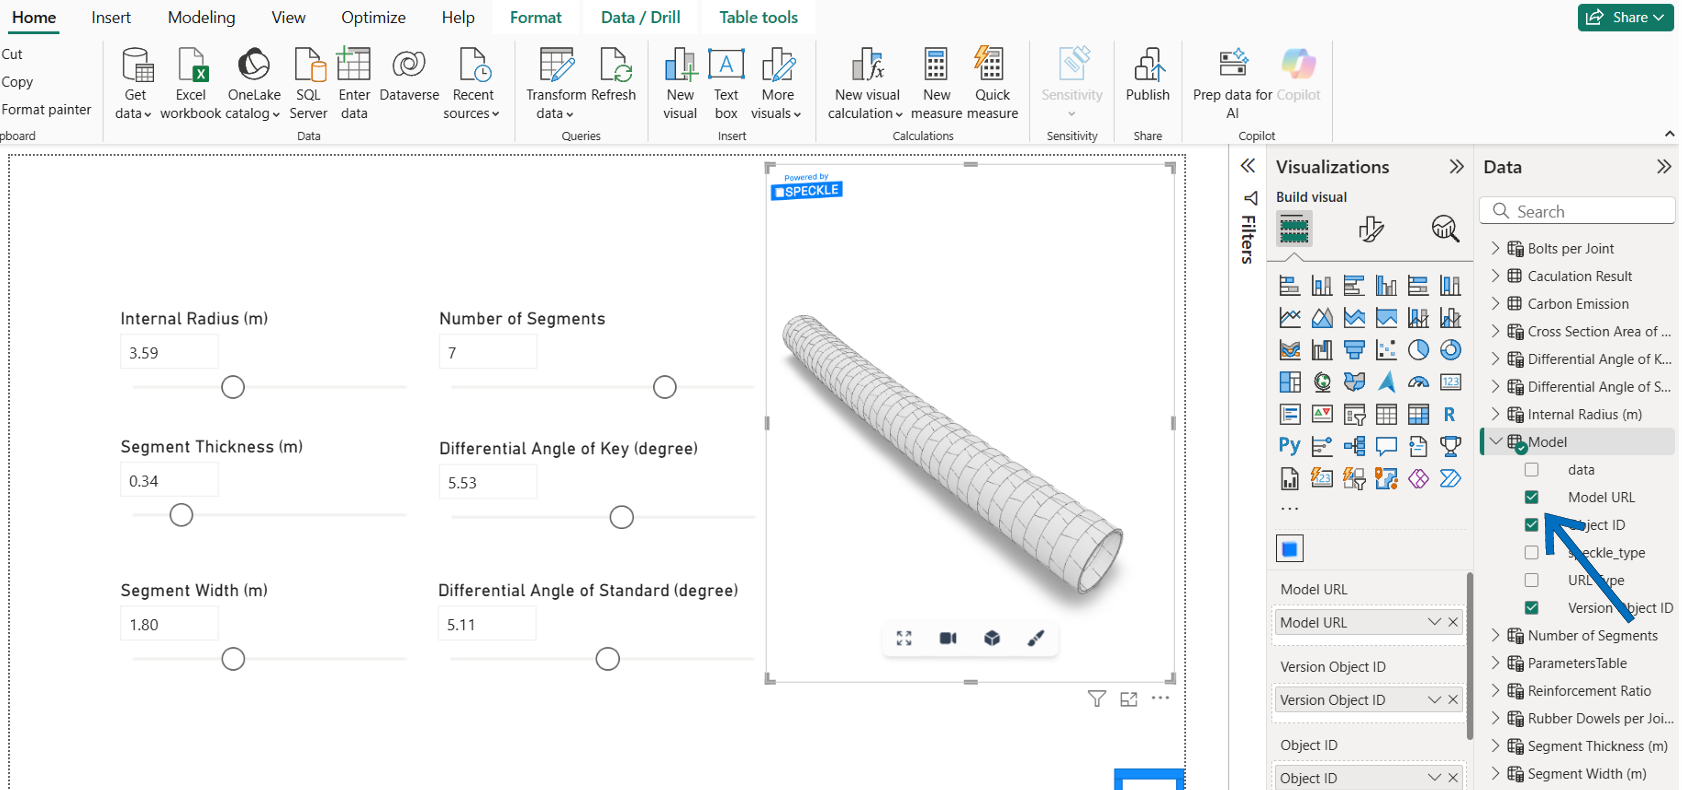 Home Insert Modeling View Optimize Help Format Data / Drill Table tools Share
Cut
Copy
Format painter
pboard
Get data
Excel workbook
OneLake catalog
SQL Server
Enter data
Dataverse
Recent sources
Data
Transform data
Refresh
Queries
New visual
Text box
More visuals
Insert
New visual calculation
New measure
Quick measure
Calculations
Sensitivity
Sensitivity
Publish
Share
Prep data for AI
Copilot
Copilot
Powered by
SPECKLE
Internal Radius (m)
3.59
Number of Segments
7
Segment Thickness (m)
0.34
Differential Angle of Key (degree)
5.53
Segment Width (m)
1.80
Differential Angle of Standard (degree)
5.11
Filters
Visualizations
Build visual
123
R
Py
123
...
Model URL
Model URL
Version Object ID
Version Object ID
Object ID
Object ID
Data
Search
Bolts per Joint
Caculation Result
Carbon Emission
Cross Section Area of ...
Differential Angle of K...
Differential Angle of S...
Internal Radius (m)
Model
data
Model URL
Object ID
speckle_type
URL Type
Version Object ID
Number of Segments
ParametersTable
Reinforcement Ratio
Rubber Dowels per Joi...
Segment Thickness (m)
Segment Width (m)